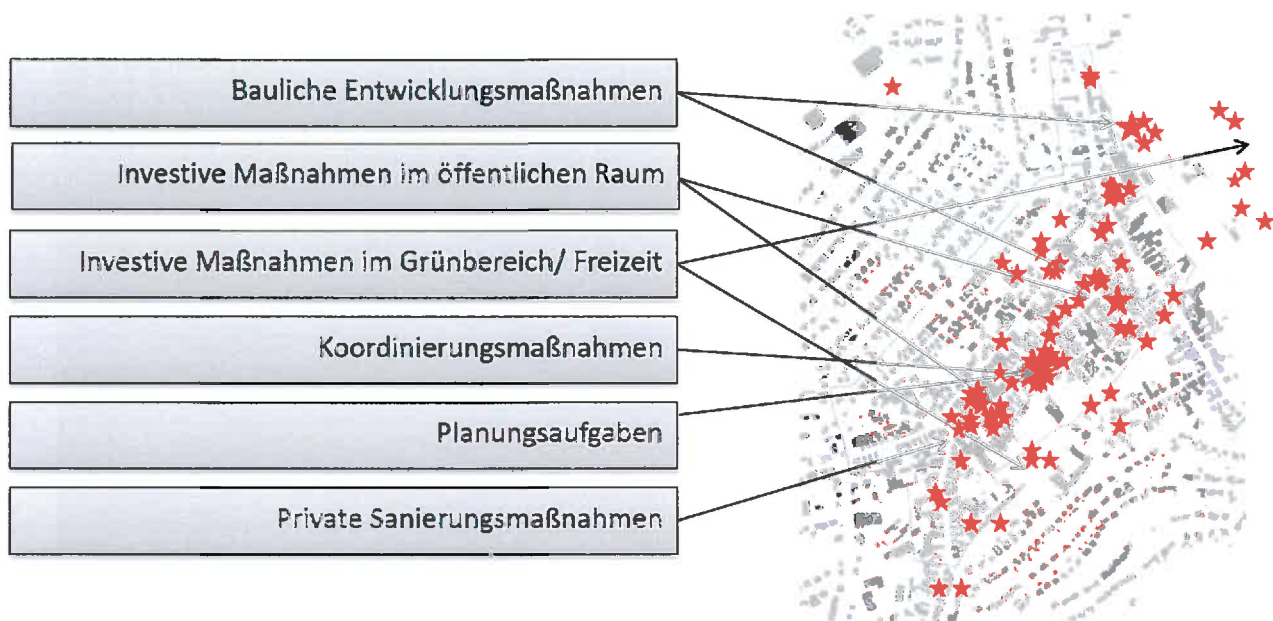 Bauliche Entwicklungsmaßnahmen
Investive Maßnahmen im öffentlichen Raum
Investive Maßnahmen im Grünbereich/ Freizeit
Koordinierungsmaßnahmen
Planungsaufgaben
Private Sanierungsmaßnahmen